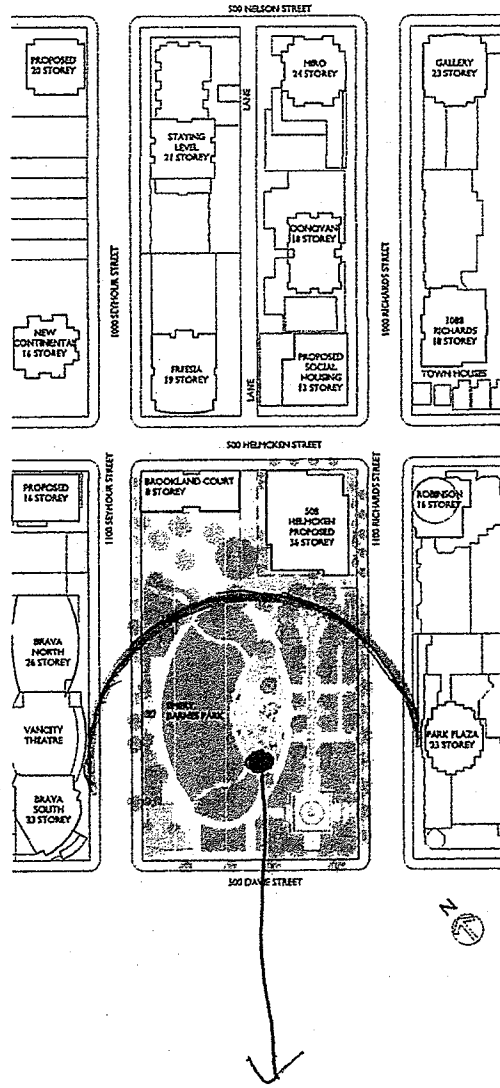 500 NELSON STREET
PROPOSED
20 STOREY
MIRO
24 STOREY
GALLERY
23 STOREY
LANE
STAYING
LEVEL
21 STOREY
DONOVAN
18 STOREY
1000 SEYMOUR STREET
1000 RICHARDS STREET
NEW
CONTINENTAL
16 STOREY
FREESIA
19 STOREY
LANE
PROPOSED
SOCIAL
HOUSING
13 STOREY
1088
RICHARDS
18 STOREY
TOWN HOUSES
500 HELMCKEN STREET
PROPOSED
16 STOREY
1100 SEYMOUR STREET
BROOKLAND COURT
8 STOREY
508
HELMCKEN
PROPOSED
36 STOREY
1100 RICHARDS STREET
ROBINSON
16 STOREY
BRAVA
NORTH
26 STOREY
EMERY
BARNES PARK
VANCITY
THEATRE
PARK PLAZA
23 STOREY
BRAVA
SOUTH
23 STOREY
500 DAVIE STREET
N